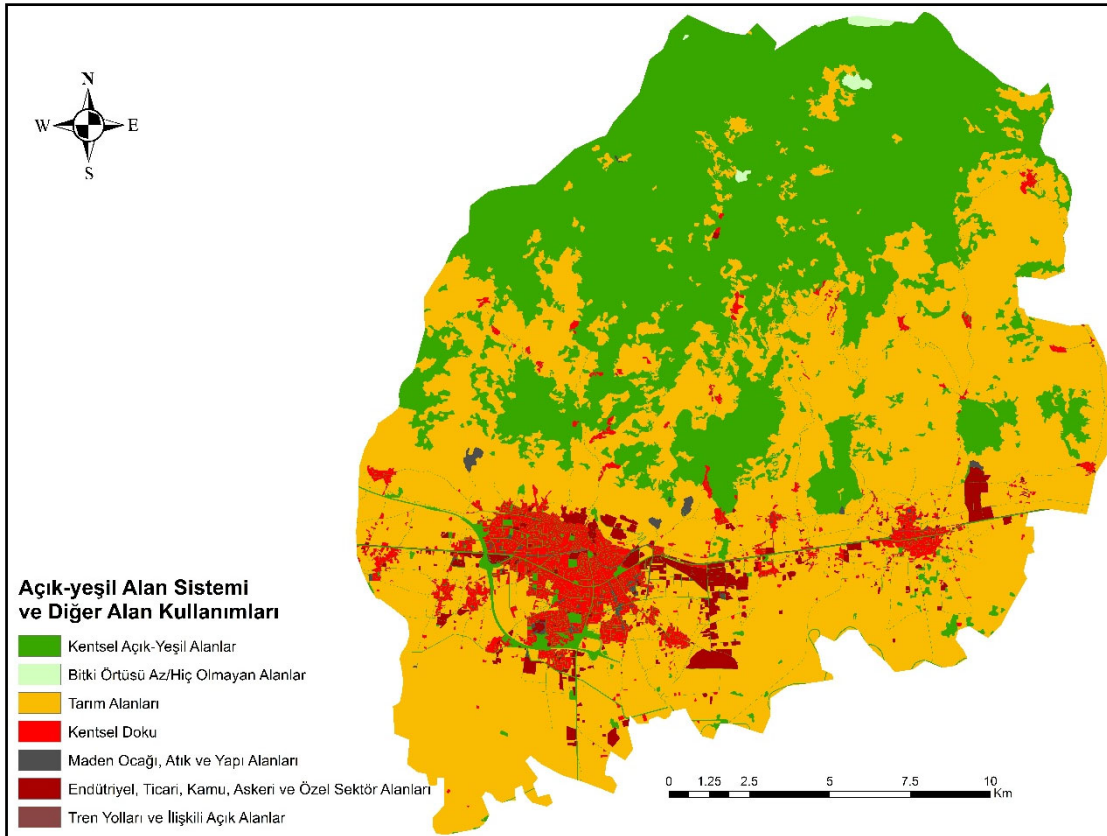 N
W E
S
Açık-yeşil Alan Sistemi
ve Diğer Alan Kullanımları
Kentsel Açık-Yeşil Alanlar
Bitki Örtüsü Az/Hiç Olmayan Alanlar
Tarım Alanları
Kentsel Doku
Maden Ocağı, Atık ve Yapı Alanları
Endütriyel, Ticari, Kamu, Askeri ve Özel Sektör Alanları
Tren Yolları ve İlişkili Açık Alanlar
0 1.25 2.5 5 7.5 10
Km